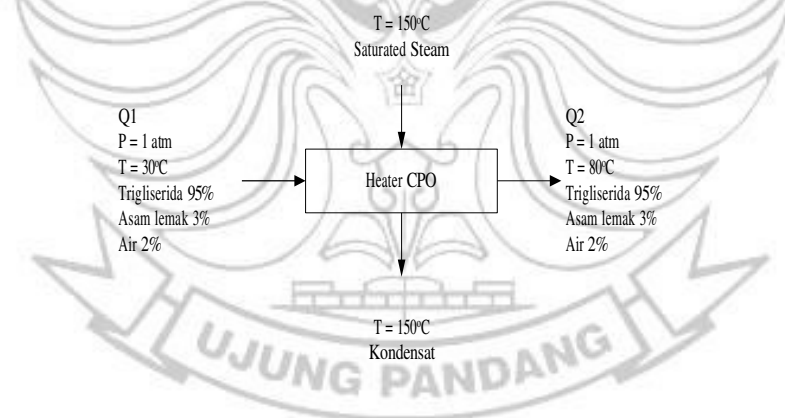 T = 150°C
Saturated Steam
Q1
P = 1 atm
T = 30°C
Trigliserida 95%
Asam lemak 3%
Air 2%
Heater CPO
Q2
P = 1 atm
T = 80°C
Trigliserida 95%
Asam lemak 3%
Air 2%
T = 150°C
Kondensat
UJUNG PANDANG